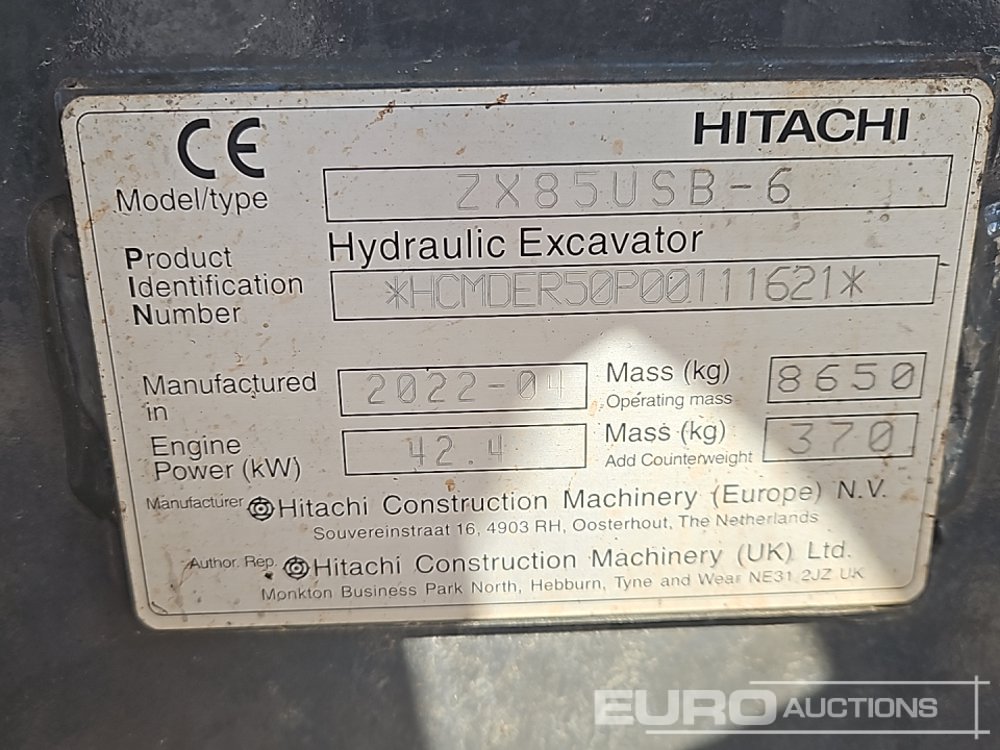 CE HITACHI
Model/type ZX85USB-6
Hydraulic Excavator
Product
Identification
Number *HCMDER50P00111621*
Manufactured
in 2022-04 Mass (kg)
Operating mass 8650
Engine
Power (kW) 42.4 Mass (kg)
Add Counterweight 370
Manufacturer Hitachi Construction Machinery (Europe) N.V.
Souvereinstraat 16, 4903 RH, Oosterhout, The Netherlands
Author. Rep. Hitachi Construction Machinery (UK) Ltd.
Monkton Business Park North, Hebburn, Tyne and Wear NE31 2JZ UK
EURO AUCTIONS